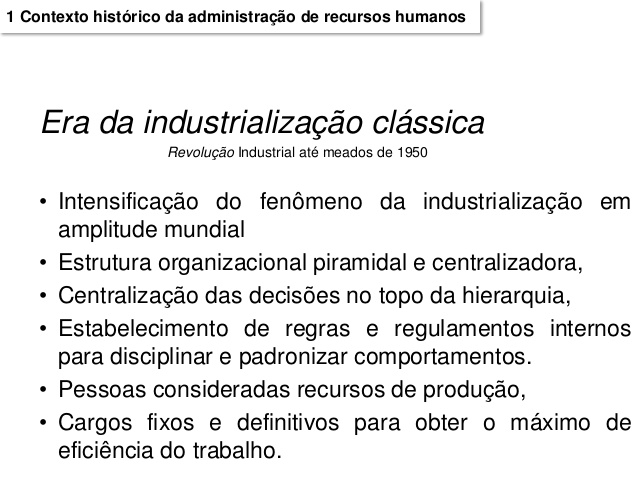 1 Contexto histórico da administração de recursos humanos
Era da industrialização clássica
Revolução Industrial até meados de 1950
• Intensificação do fenômeno da industrialização em
amplitude mundial
• Estrutura organizacional piramidal e centralizadora,
• Centralização das decisões no topo da hierarquia,
• Estabelecimento de regras e regulamentos internos
para disciplinar e padronizar comportamentos.
• Pessoas consideradas recursos de produção,
• Cargos fixos e definitivos para obter o máximo de
eficiência do trabalho.